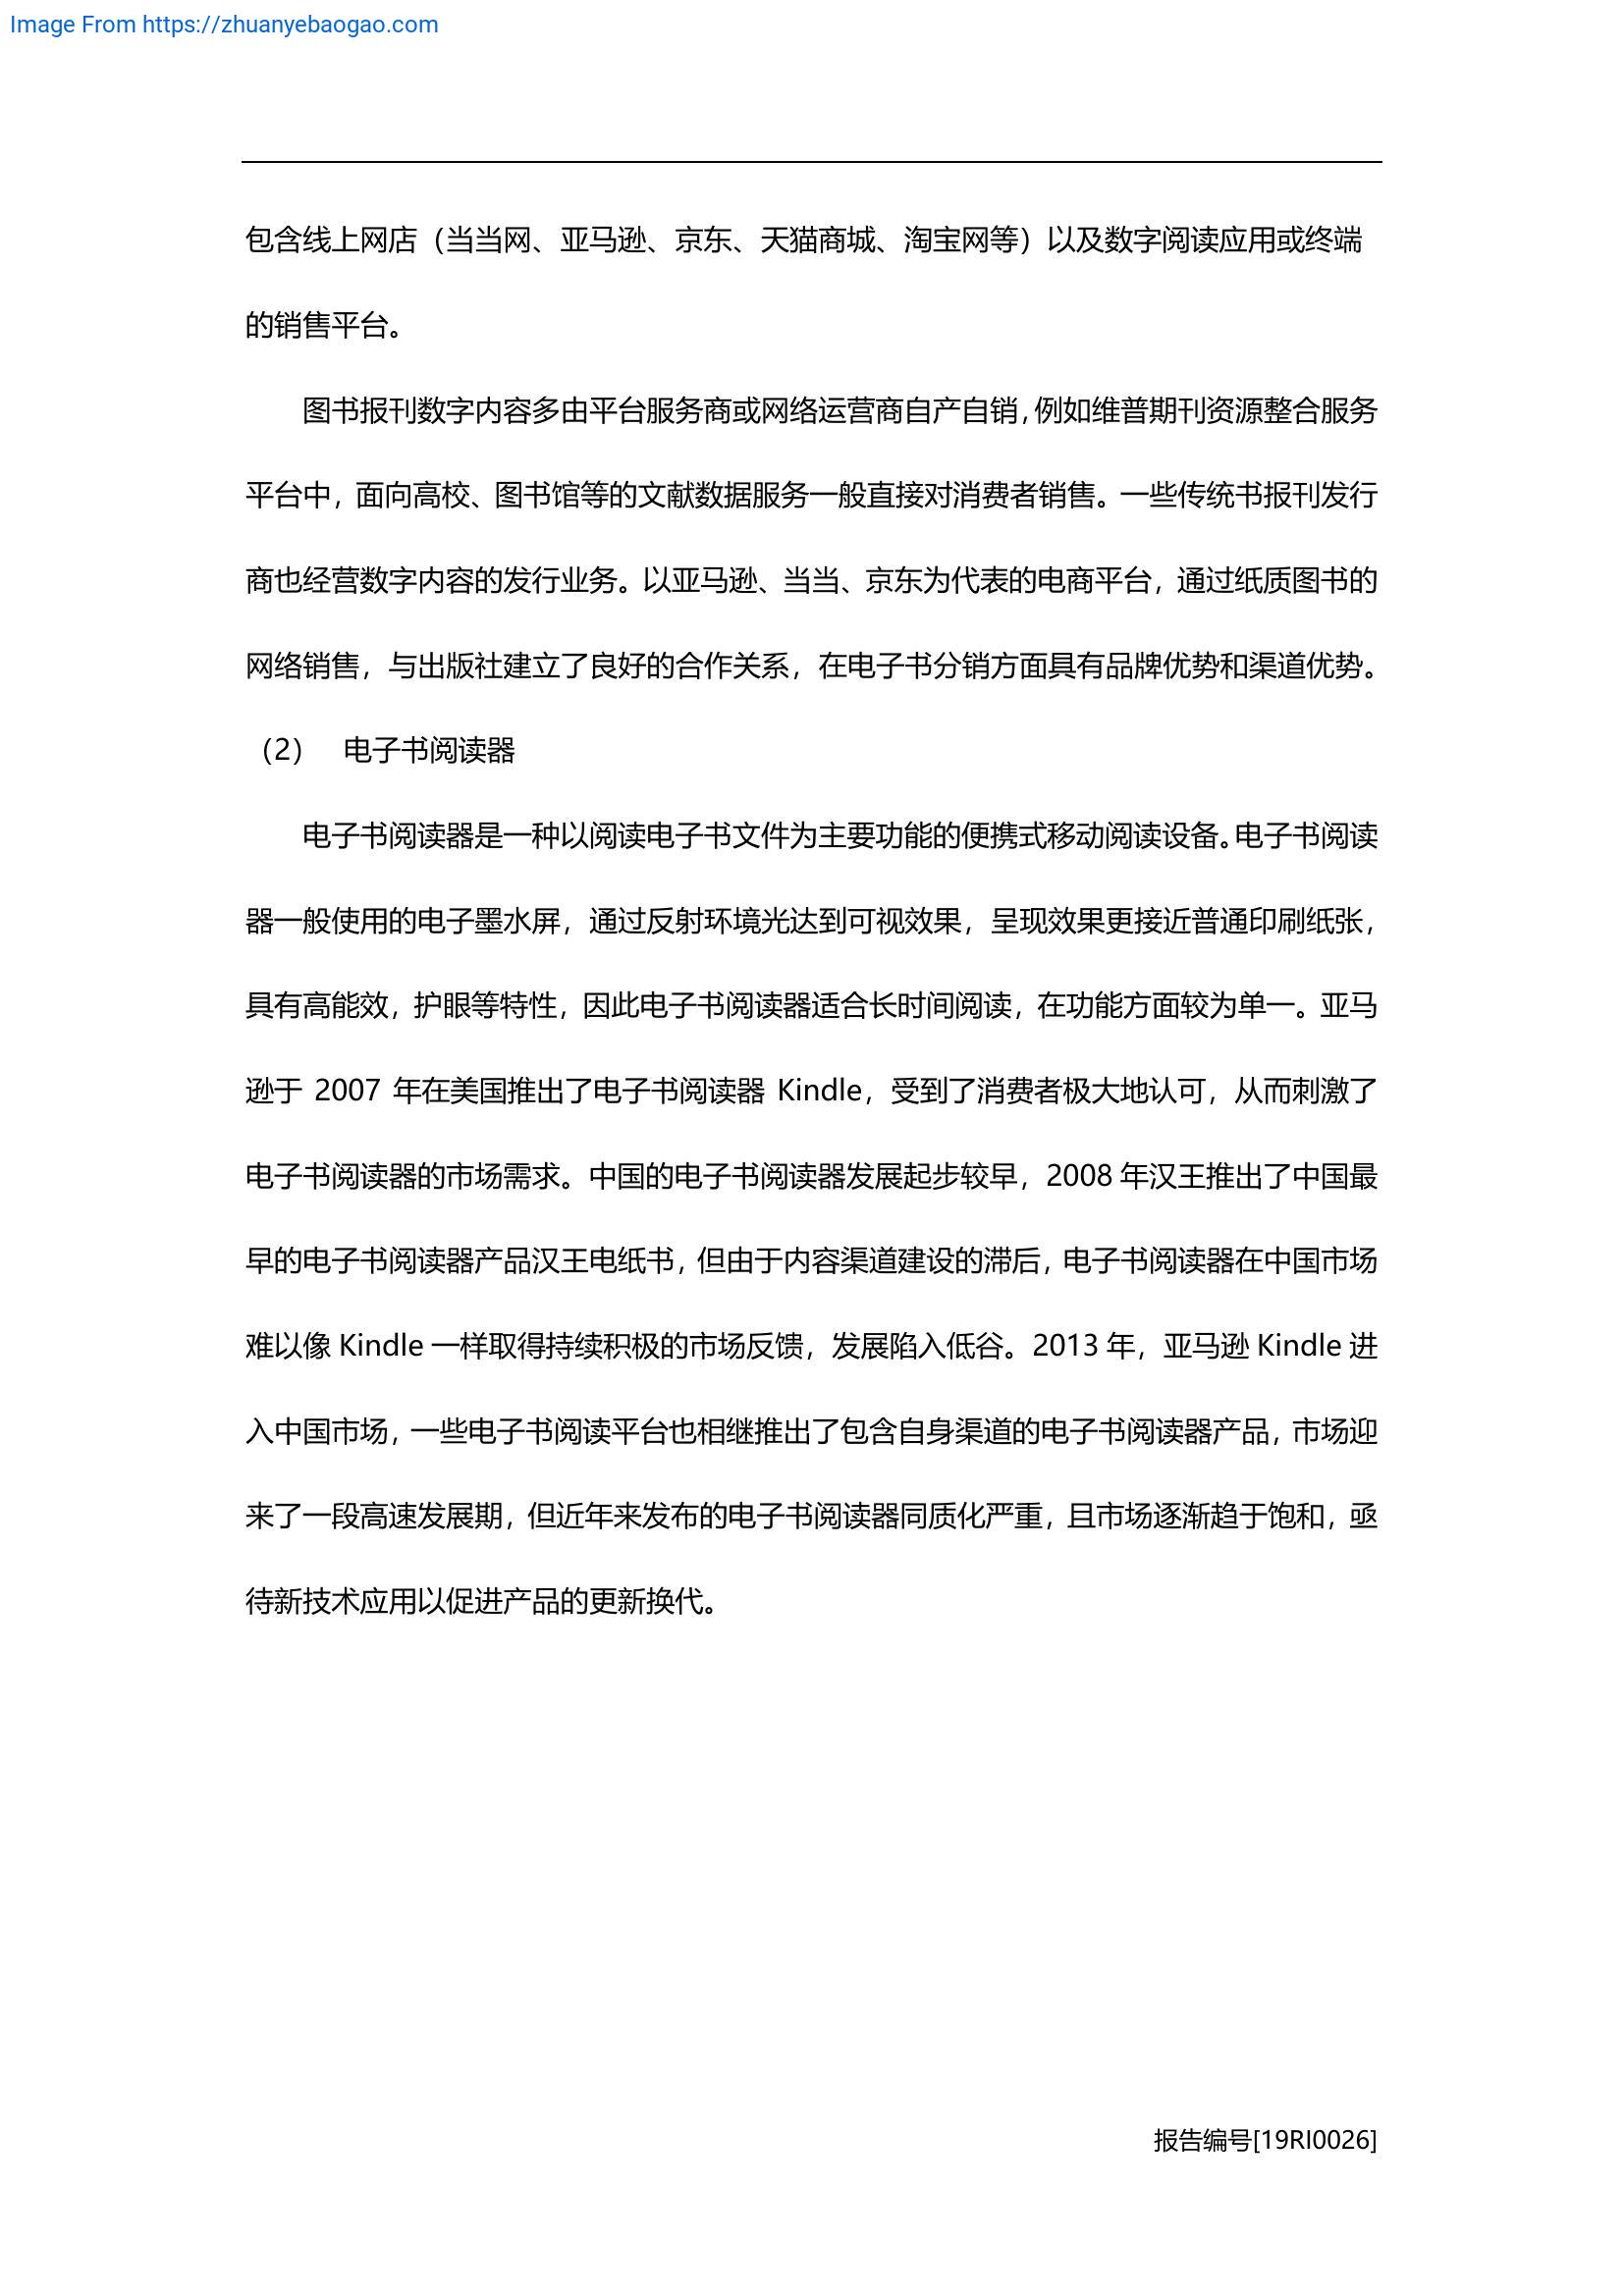 Image From https://zhuanyebaogao.com
包含线上网店（当当网、亚马逊、京东、天猫商城、淘宝网等）以及数字阅读应用或终端
的销售平台。
图书报刊数字内容多由平台服务商或网络运营商自产自销，例如维普期刊资源整合服务
平台中，面向高校、图书馆等的文献数据服务一般直接对消费者销售。一些传统书报刊发行
商也经营数字内容的发行业务。以亚马逊、当当、京东为代表的电商平台，通过纸质图书的
网络销售，与出版社建立了良好的合作关系，在电子书分销方面具有品牌优势和渠道优势。
（2） 电子书阅读器
电子书阅读器是一种以阅读电子书文件为主要功能的便携式移动阅读设备。电子书阅读
器一般使用的电子墨水屏，通过反射环境光达到可视效果，呈现效果更接近普通印刷纸张，
具有高能效，护眼等特性，因此电子书阅读器适合长时间阅读，在功能方面较为单一。亚马
逊于 2007 年在美国推出了电子书阅读器 Kindle，受到了消费者极大地认可，从而刺激了
电子书阅读器的市场需求。中国的电子书阅读器发展起步较早，2008 年汉王推出了中国最
早的电子书阅读器产品汉王电纸书，但由于内容渠道建设的滞后，电子书阅读器在中国市场
难以像 Kindle 一样取得持续积极的市场反馈，发展陷入低谷。2013 年，亚马逊 Kindle 进
入中国市场，一些电子书阅读平台也相继推出了包含自身渠道的电子书阅读器产品，市场迎
来了一段高速发展期，但近年来发布的电子书阅读器同质化严重，且市场逐渐趋于饱和，亟
待新技术应用以促进产品的更新换代。
报告编号[19RI0026]